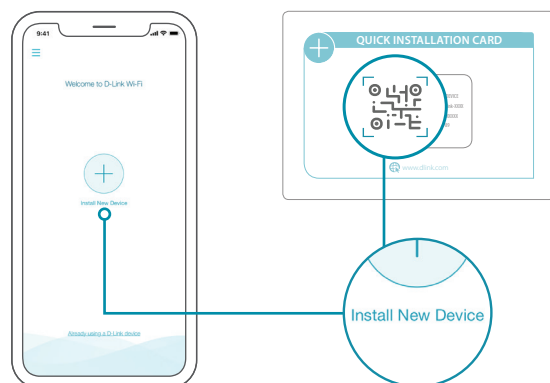 9:41
Welcome to D-Link Wi-Fi
Install New Device
Already using a D-Link device
QUICK INSTALLATION CARD
www.dlink.com
Install New Device